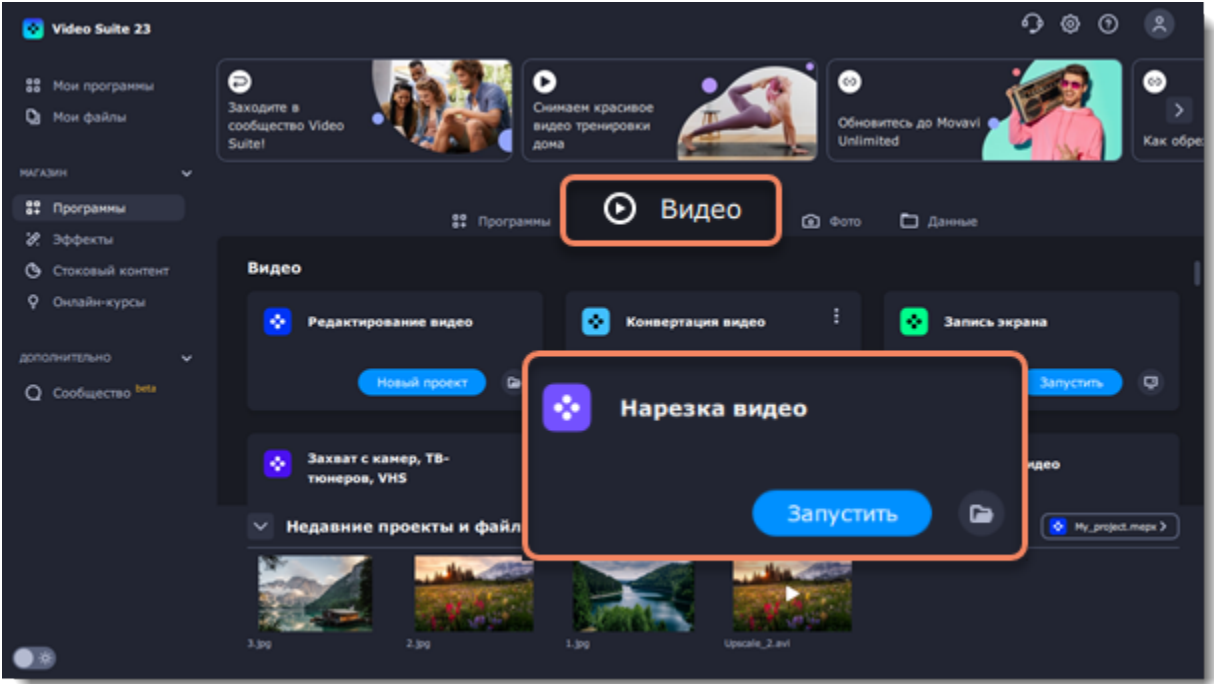 Video Suite 23
Мои программы
Мои файлы
МАГАЗИН
Программы
Эффекты
Стоковый контент
Онлайн-курсы
ДОПОЛНИТЕЛЬНО
Сообщество beta
Заходите в
сообщество Video
Suite!
Снимаем красивое
видео тренировки
дома
Обновитесь до Movavi
Unlimited
Как обре
Программы
Видео
Фото
Данные
Видео
Редактирование видео
Конвертация видео
Запись экрана
Новый проект
Запустить
Нарезка видео
Запустить
Захват с камер, ТВ-
тюнеров, VHS
идео
Недавние проекты и файл
My_project.mepx
3.jpg
2.jpg
1.jpg
Upscale_2.avi